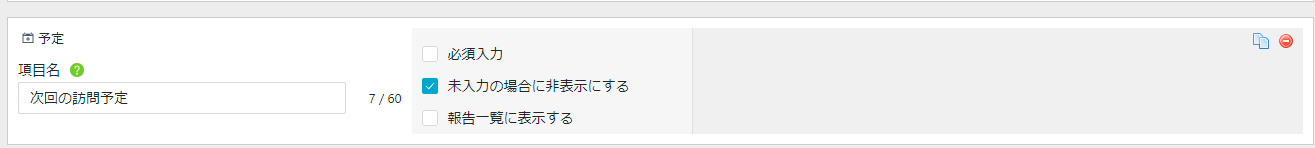 予定
項目名
次回の訪問予定
7 / 60
必須入力
未入力の場合に非表示にする
報告一覧に表示する